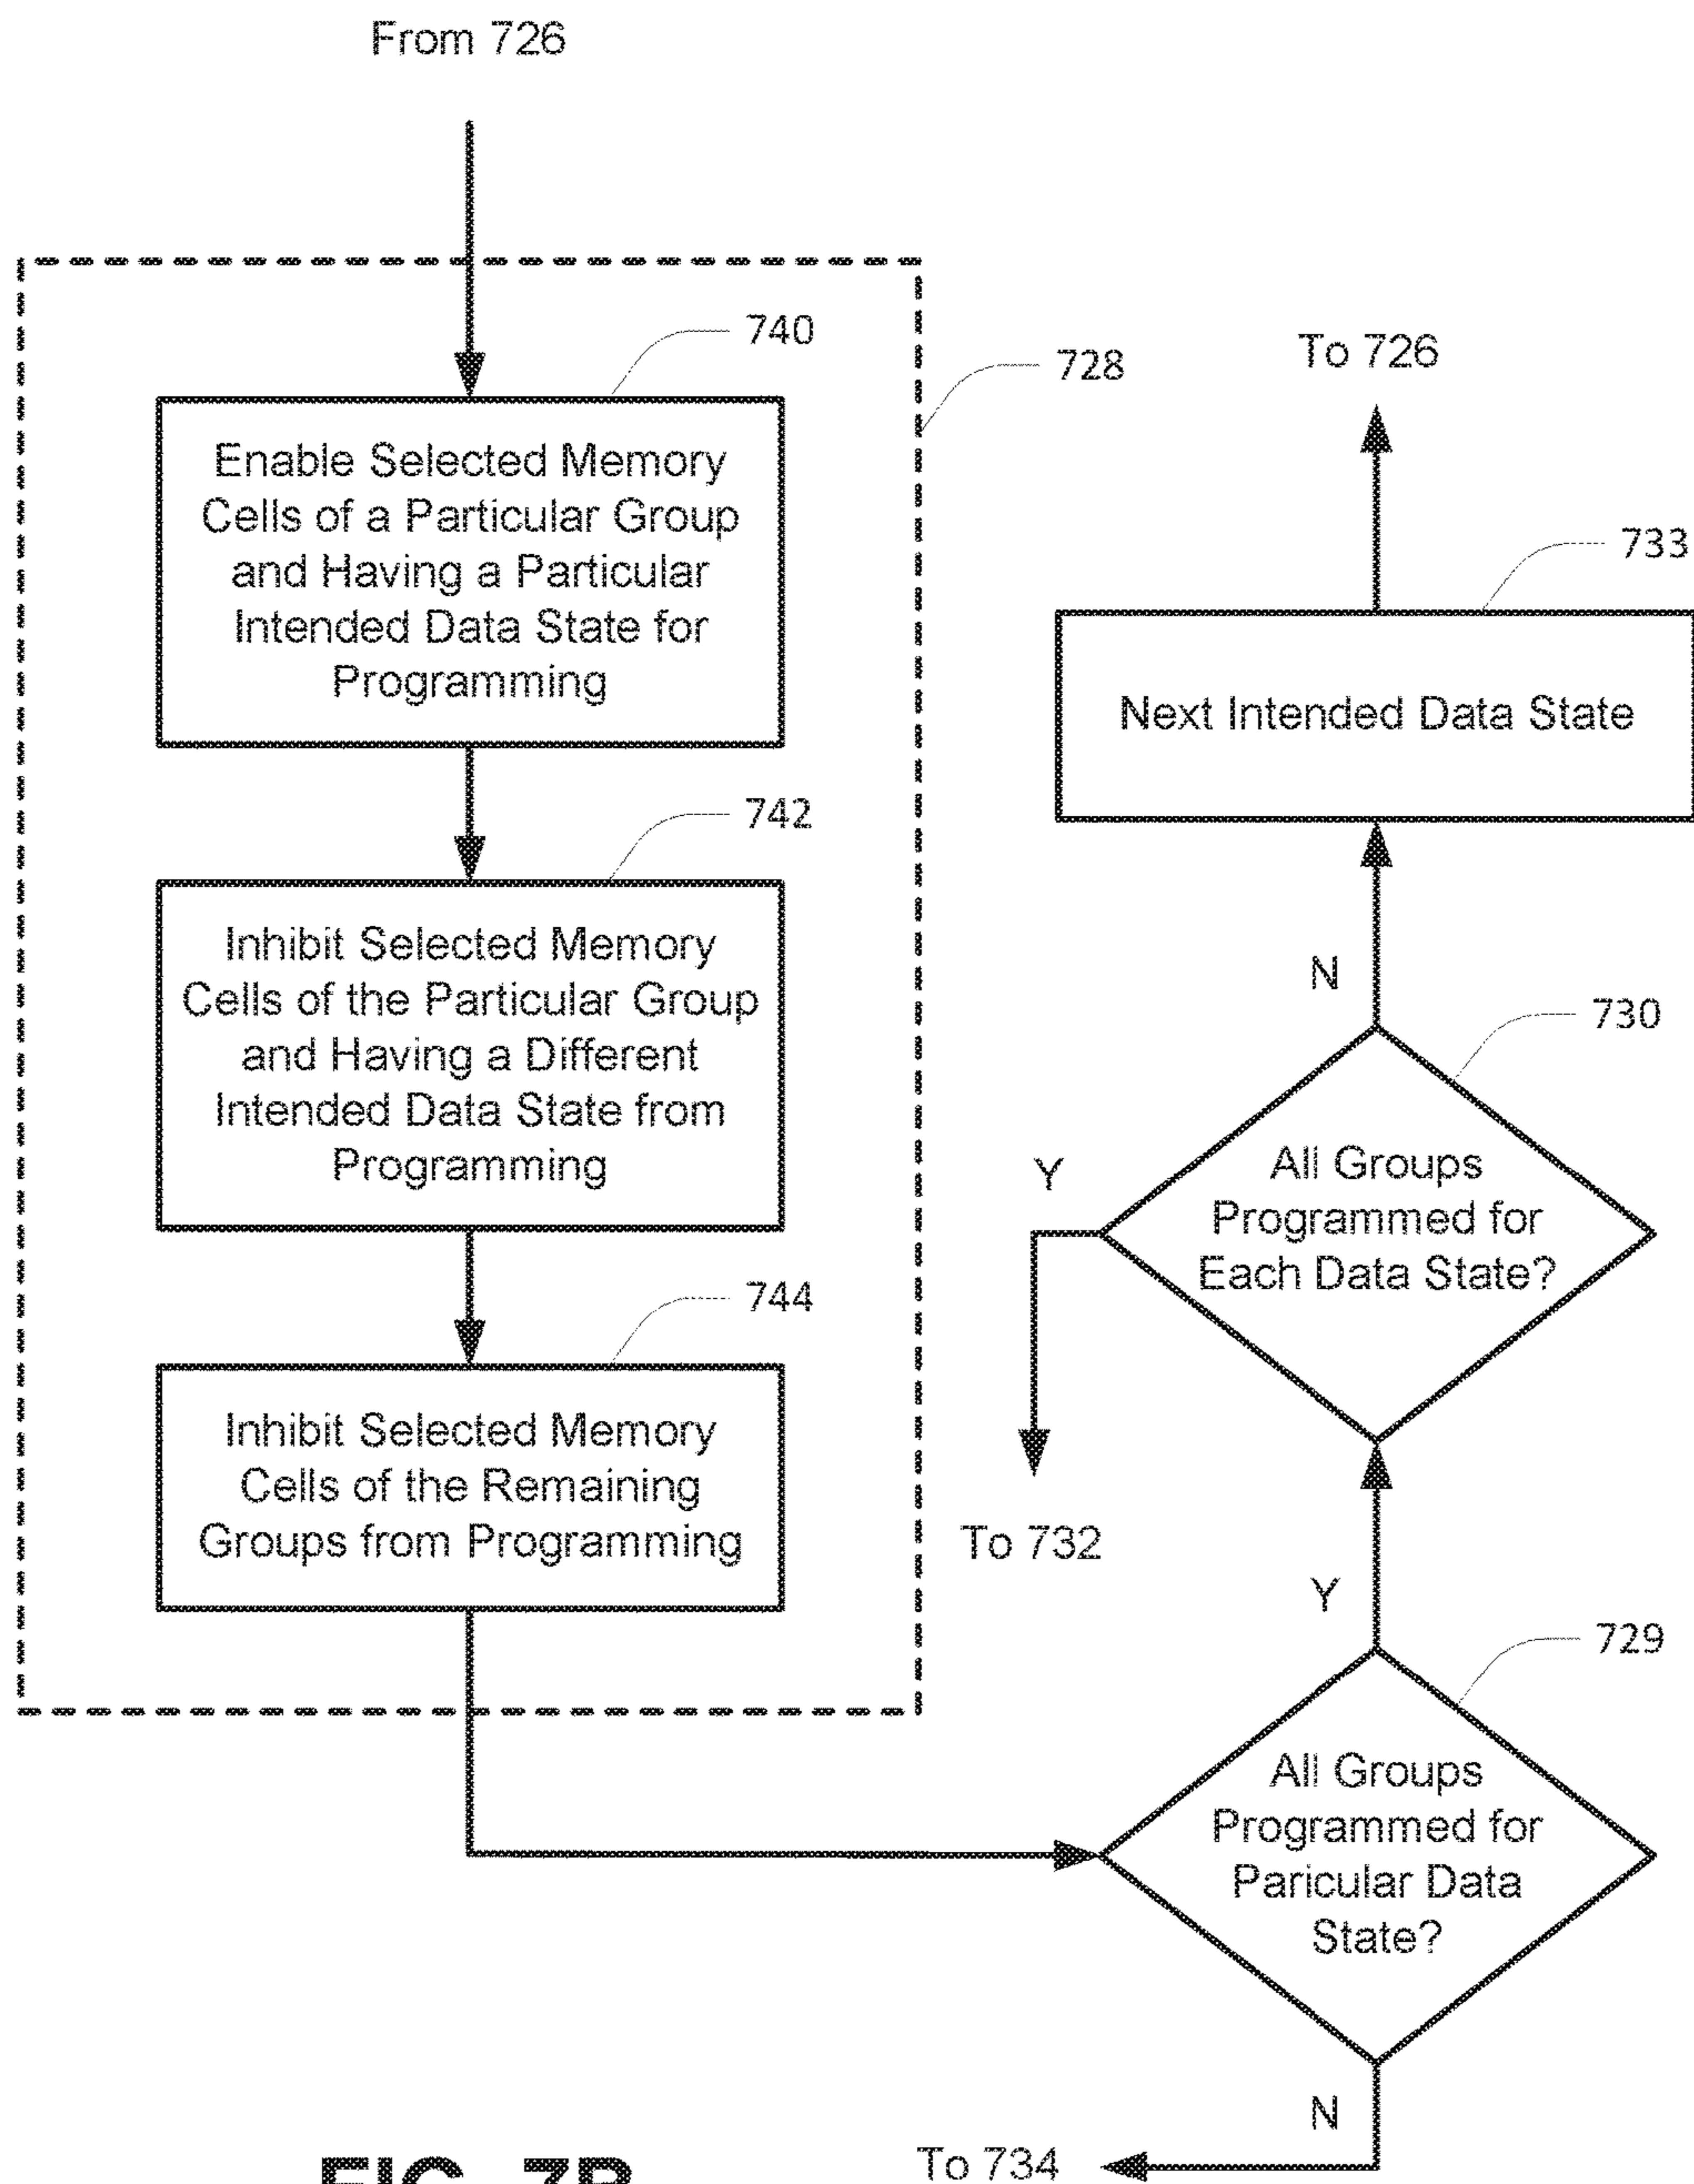 From 726
740
Enable Selected Memory
Cells of a Particular Group
and Having a Particular
Intended Data State for
Programming
742
Inhibit Selected Memory
Cells of the Particular Group
and Having a Different
Intended Data State from
Programming
744
Inhibit Selected Memory
Cells of the Remaining
Groups from Programming
728
To 726
733
Next Intended Data State
N
730
All Groups
Programmed for
Each Data State?
Y
To 732
Y
729
All Groups
Programmed for
Paricular Data
State?
N
To 734
FIG. 7B